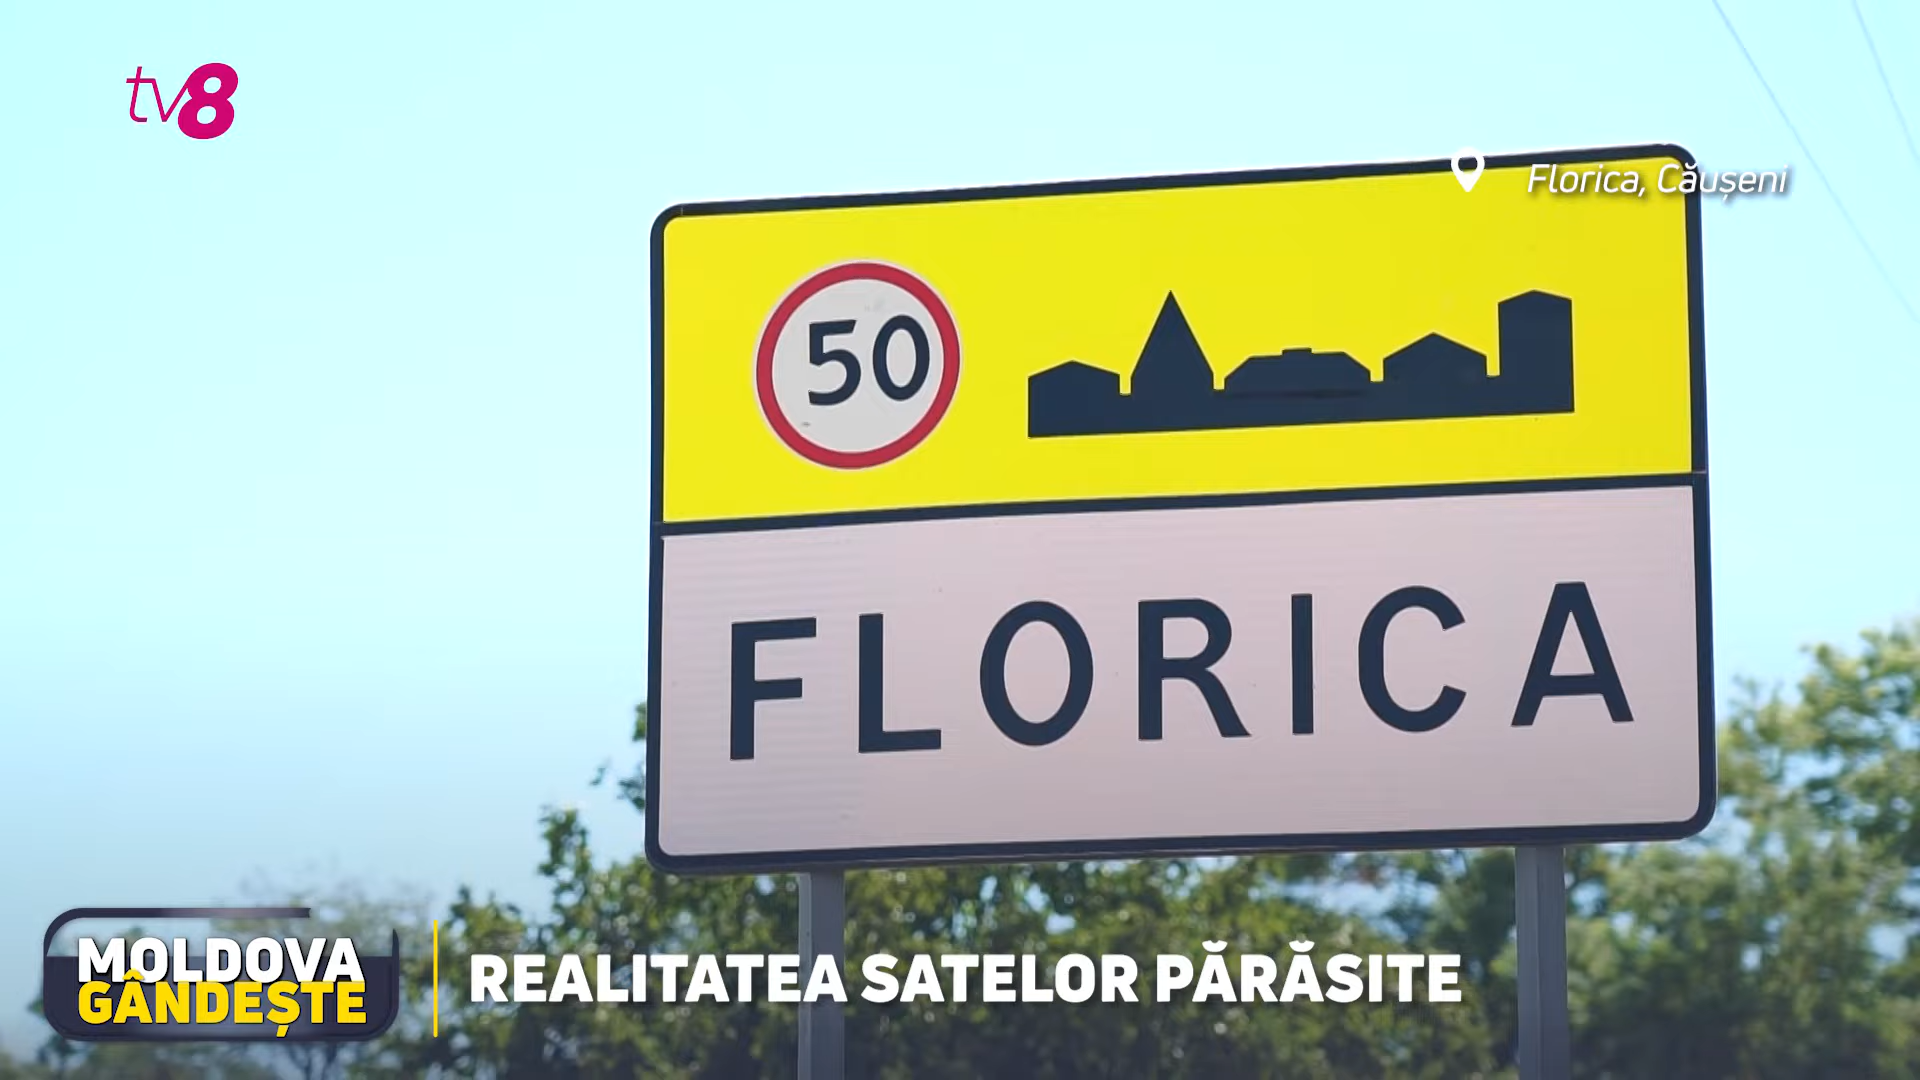 tv8
Florica, Căușeni
50
FLORICA
MOLDOVA
GÂNDEȘTE
REALITATEA SATELOR PĂRĂSITE